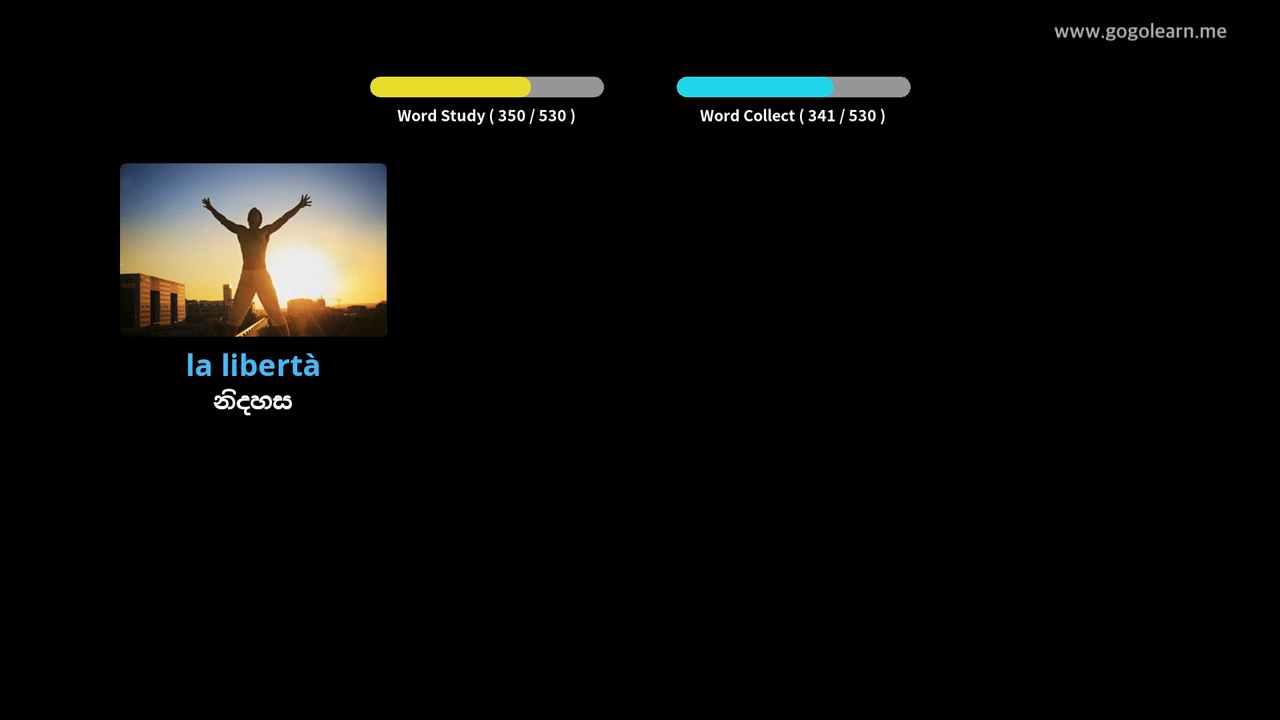 www.gogolearn.me
Word Study ( 350 / 530 )
Word Collect ( 341 / 530 )
la libertà
නිදහස